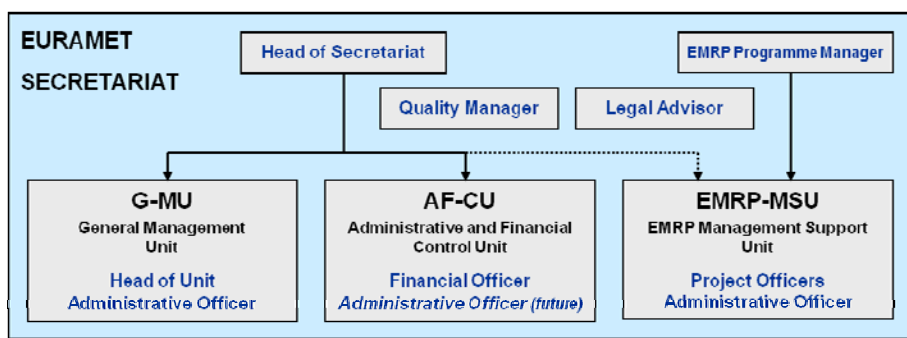 EURAMET
SECRETARIAT
Head of Secretariat
EMRP Programme Manager
Quality Manager
Legal Advisor
G-MU
General Management
Unit
Head of Unit
Administrative Officer
AF-CU
Administrative and Financial
Control Unit
Financial Officer
Administrative Officer (future)
EMRP-MSU
EMRP Management Support
Unit
Project Officers
Administrative Officer